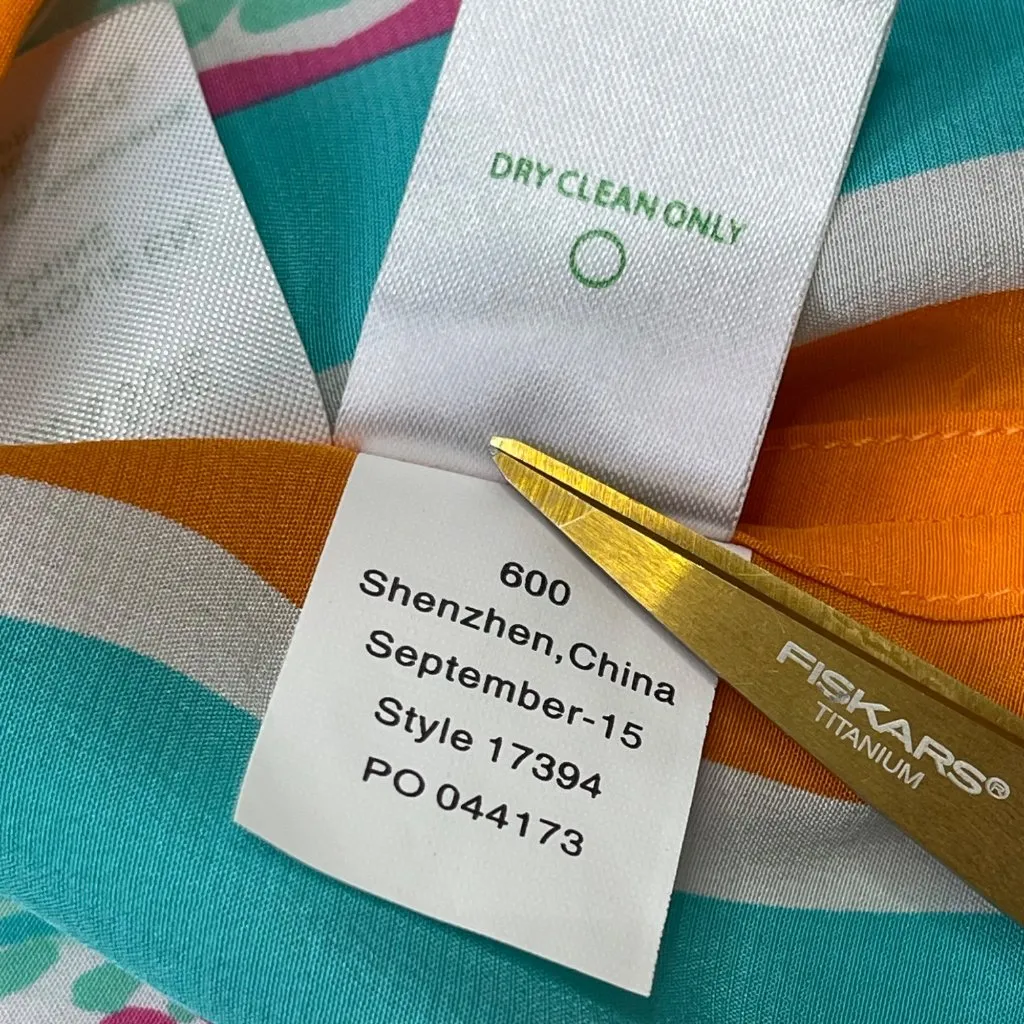 DRY CLEAN ONLY
600
Shenzhen,China
September-15
Style 17394
PO 044173
FISKARS®
TITANIUM